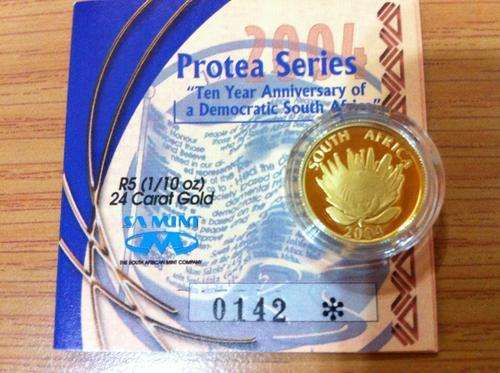 2004
Protea Series
"Ten Year Anniversary of
a Democratic South Africa"
R5 (1/10 oz)
24 Carat Gold
SA MINT
THE SOUTH AFRICAN MINT COMPANY
0142 *
SOUTH AFRICA
2004